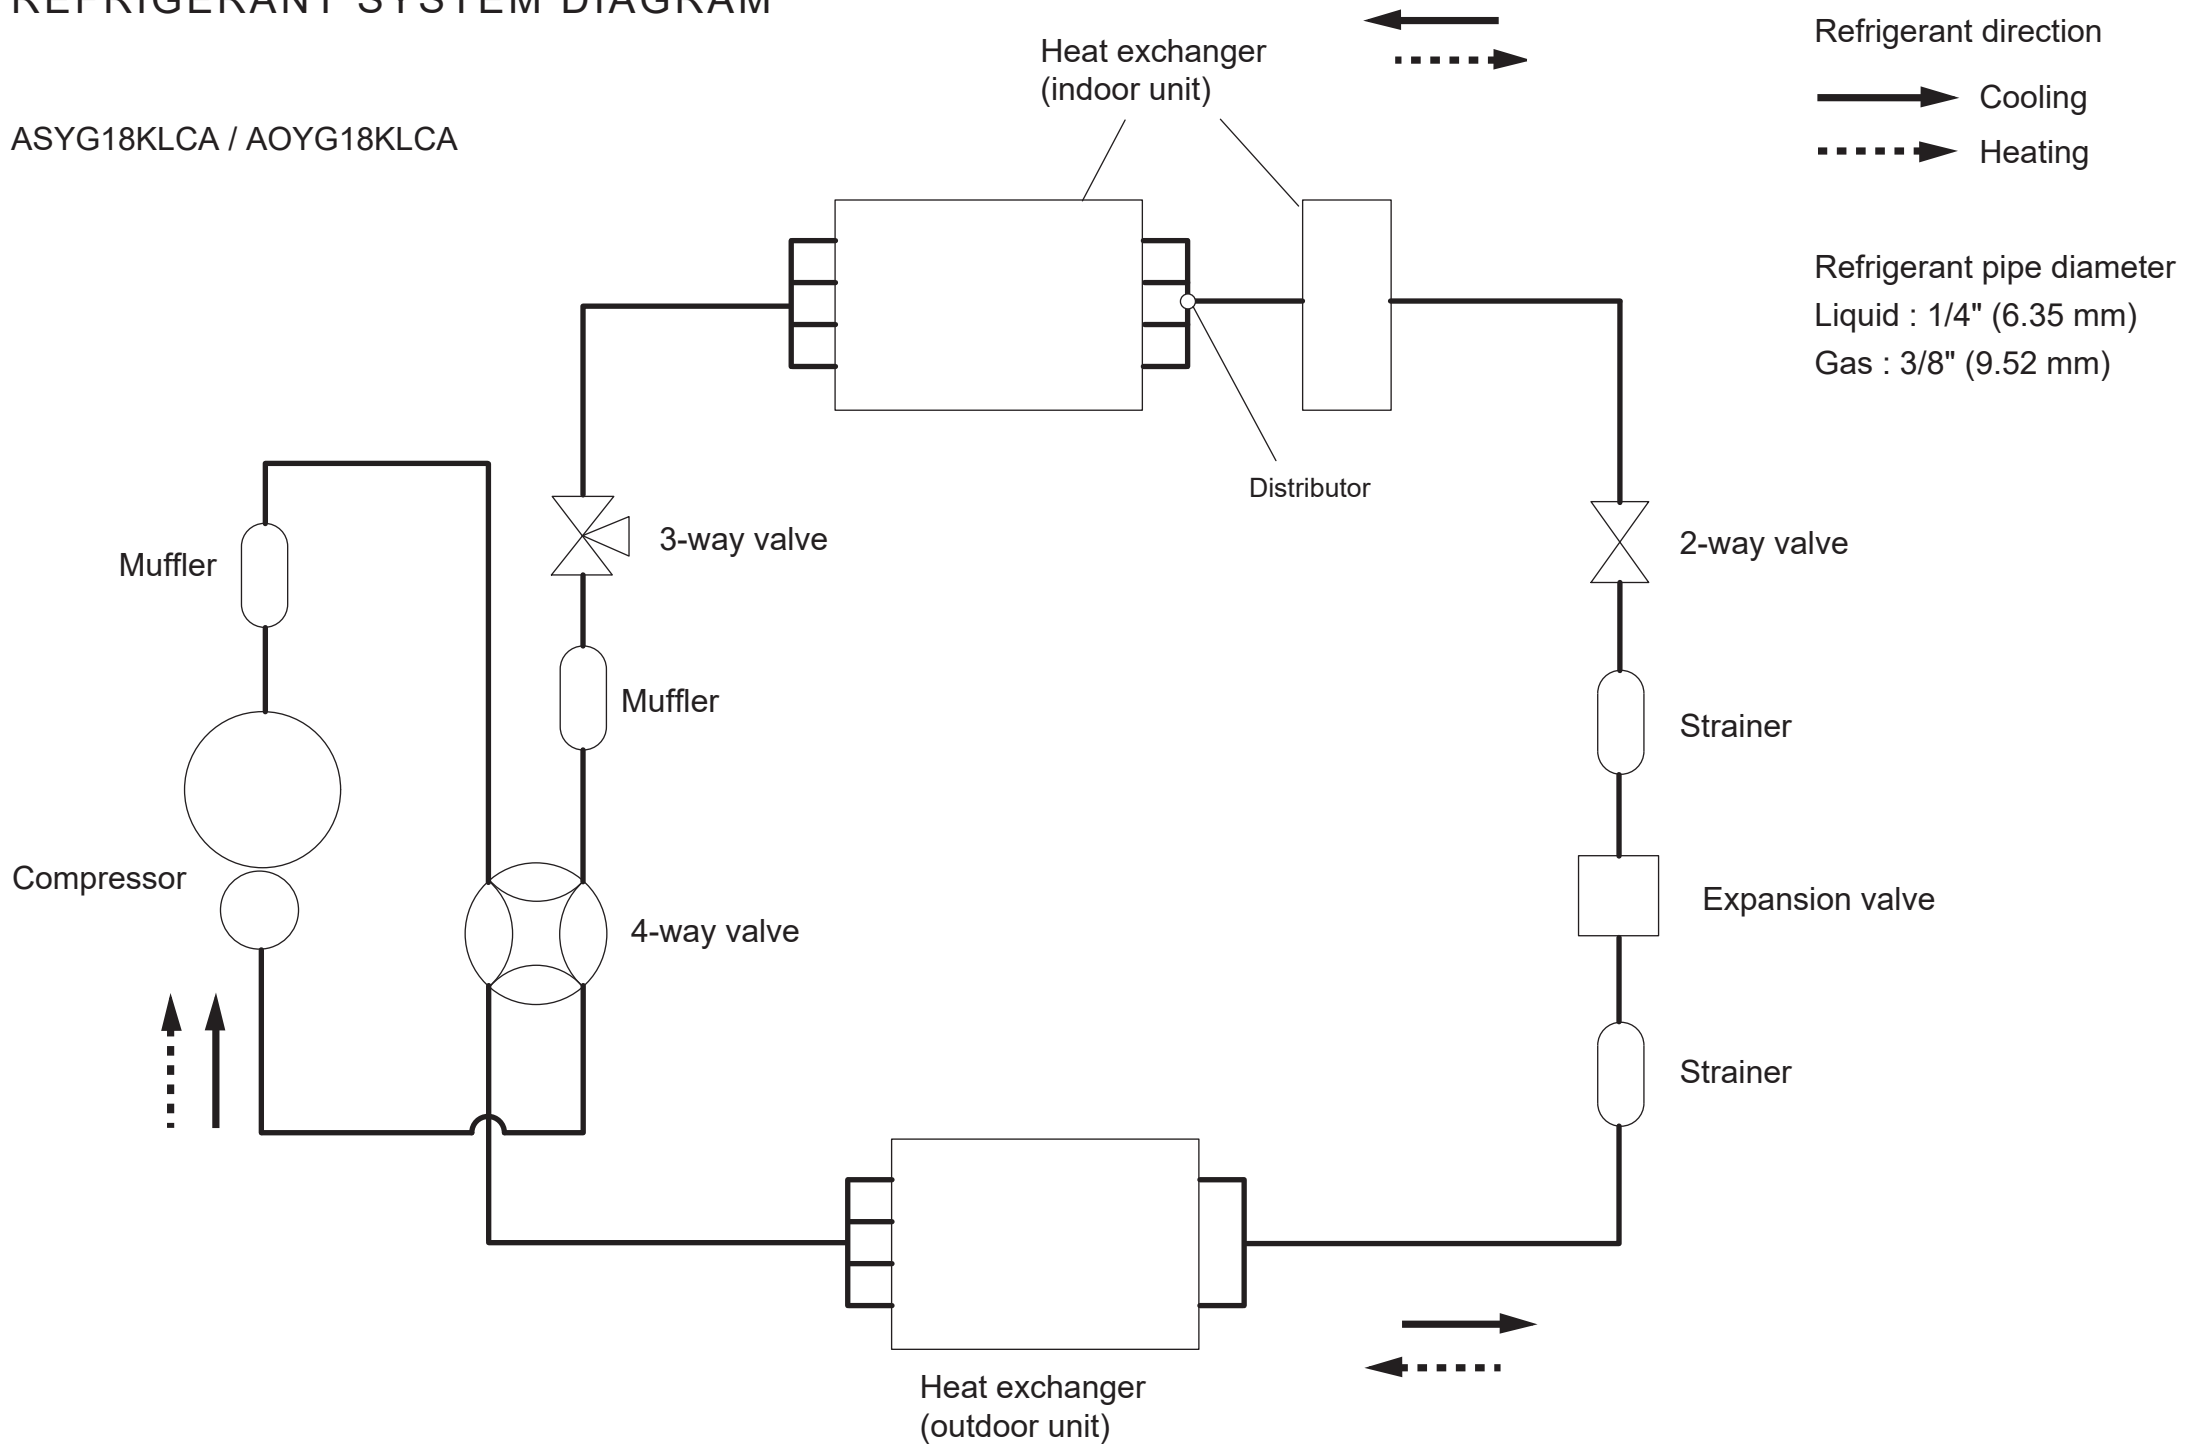 REFRIGERANT SYSTEM DIAGRAM
ASYG18KLCA / AOYG18KLCA
Heat exchanger
(indoor unit)
Refrigerant direction
Cooling
Heating
Refrigerant pipe diameter
Liquid : 1/4" (6.35 mm)
Gas : 3/8" (9.52 mm)
Distributor
3-way valve
2-way valve
Muffler
Muffler
Strainer
Compressor
4-way valve
Expansion valve
Strainer
Heat exchanger
(outdoor unit)